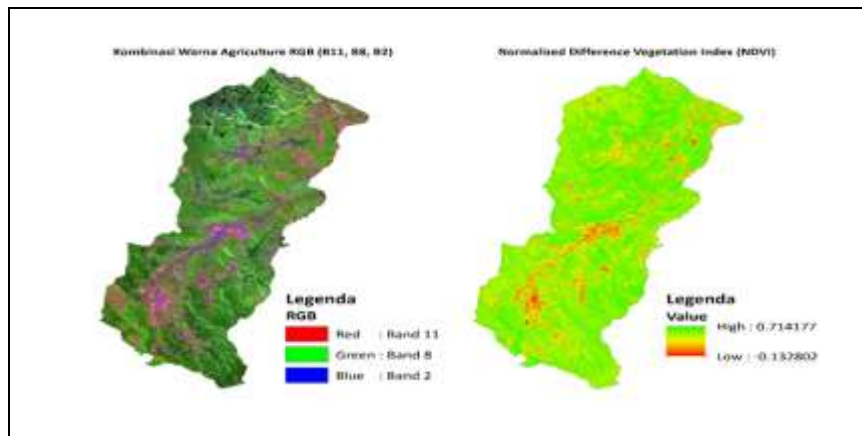 Kombinasi Warna Agriculture RGB (B11, B8, B2)
Legenda
RGB
Red : Band 11
Green : Band 8
Blue : Band 2
Normalised Difference Vegetation Index (NDVI)
Legenda
Value
High : 0.714177
Low : -0.132802